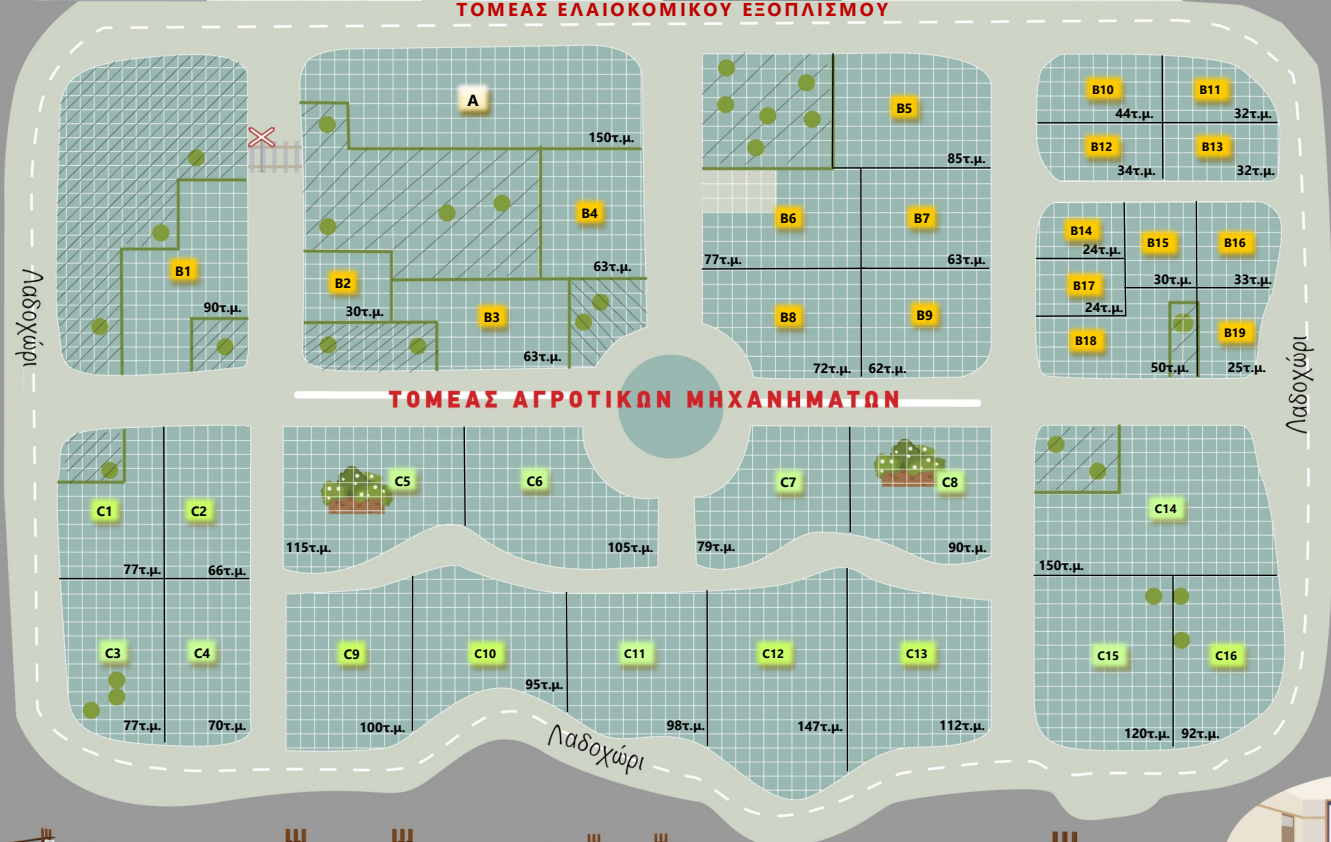 ΤΟΜΕΑΣ ΕΛΑΙΟΚΟΜΙΚΟΥ ΕΞΟΠΛΙΣΜΟΥ
A
150τ.μ.
B1
90τ.μ.
B2
30τ.μ.
B3
63τ.μ.
B4
63τ.μ.
B5
85τ.μ.
B6
77τ.μ.
B7
63τ.μ.
B8
72τ.μ.
B9
62τ.μ.
B10
44τ.μ.
B11
32τ.μ.
B12
34τ.μ.
B13
32τ.μ.
B14
24τ.μ.
B15
30τ.μ.
B16
33τ.μ.
B17
24τ.μ.
B18
50τ.μ.
B19
25τ.μ.
Λαδοχώρι
Λαδοχώρι
ΤΟΜΕΑΣ ΑΓΡΟΤΙΚΩΝ ΜΗΧΑΝΗΜΑΤΩΝ
C1
77τ.μ.
C2
66τ.μ.
C3
77τ.μ.
C4
70τ.μ.
C5
115τ.μ.
C6
105τ.μ.
C7
79τ.μ.
C8
90τ.μ.
C9
100τ.μ.
C10
95τ.μ.
C11
98τ.μ.
C12
147τ.μ.
C13
112τ.μ.
C14
150τ.μ.
C15
120τ.μ.
C16
92τ.μ.
Λαδοχώρι